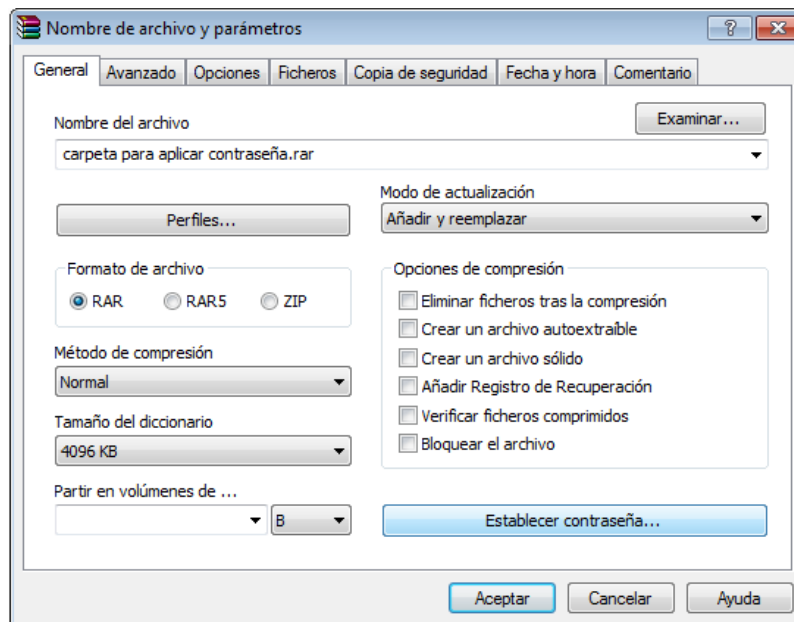 Nombre de archivo y parámetros
General Avanzado Opciones Ficheros Copia de seguridad Fecha y hora Comentario
Nombre del archivo
Examinar...
carpeta para aplicar contraseña.rar
Perfiles...
Modo de actualización
Añadir y reemplazar
Formato de archivo
RAR RAR5 ZIP
Método de compresión
Normal
Tamaño del diccionario
4096 KB
Partir en volúmenes de ...
B
Opciones de compresión
Eliminar ficheros tras la compresión
Crear un archivo autoextraíble
Crear un archivo sólido
Añadir Registro de Recuperación
Verificar ficheros comprimidos
Bloquear el archivo
Establecer contraseña...
Aceptar Cancelar Ayuda